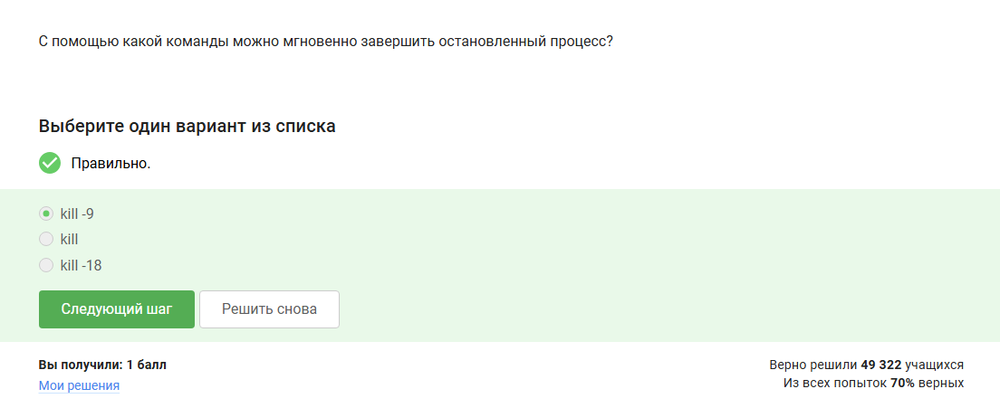 С помощью какой команды можно мгновенно завершить остановленный процесс?
Выберите один вариант из списка
Правильно.
kill -9
kill
kill -18
Следующий шаг
Решить снова
Вы получили: 1 балл
Мои решения
Верно решили 49 322 учащихся
Из всех попыток 70% верных